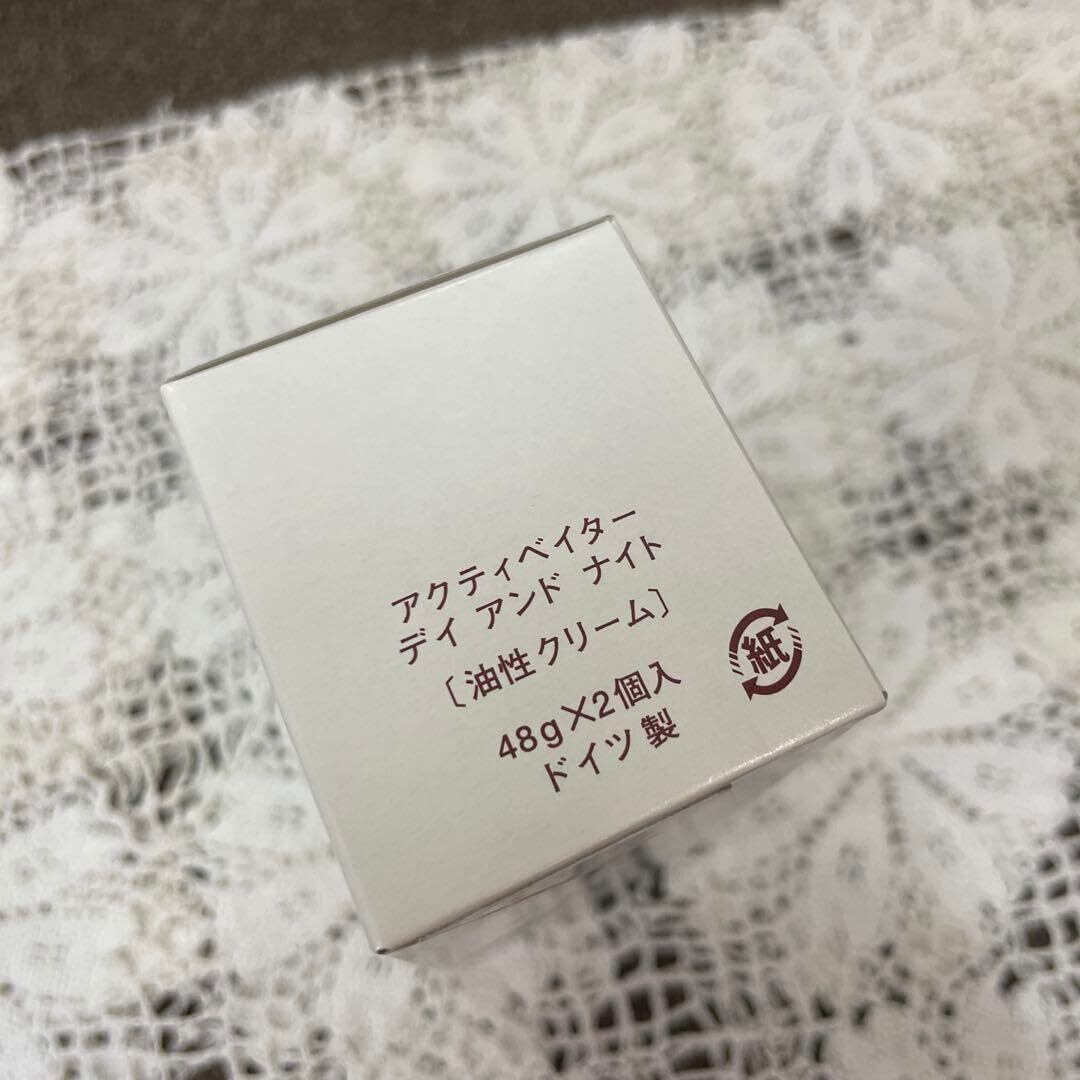 アクティベイター
デイ アンド ナイト
〔油性クリーム〕
48g×2個入
ドイツ製
紙